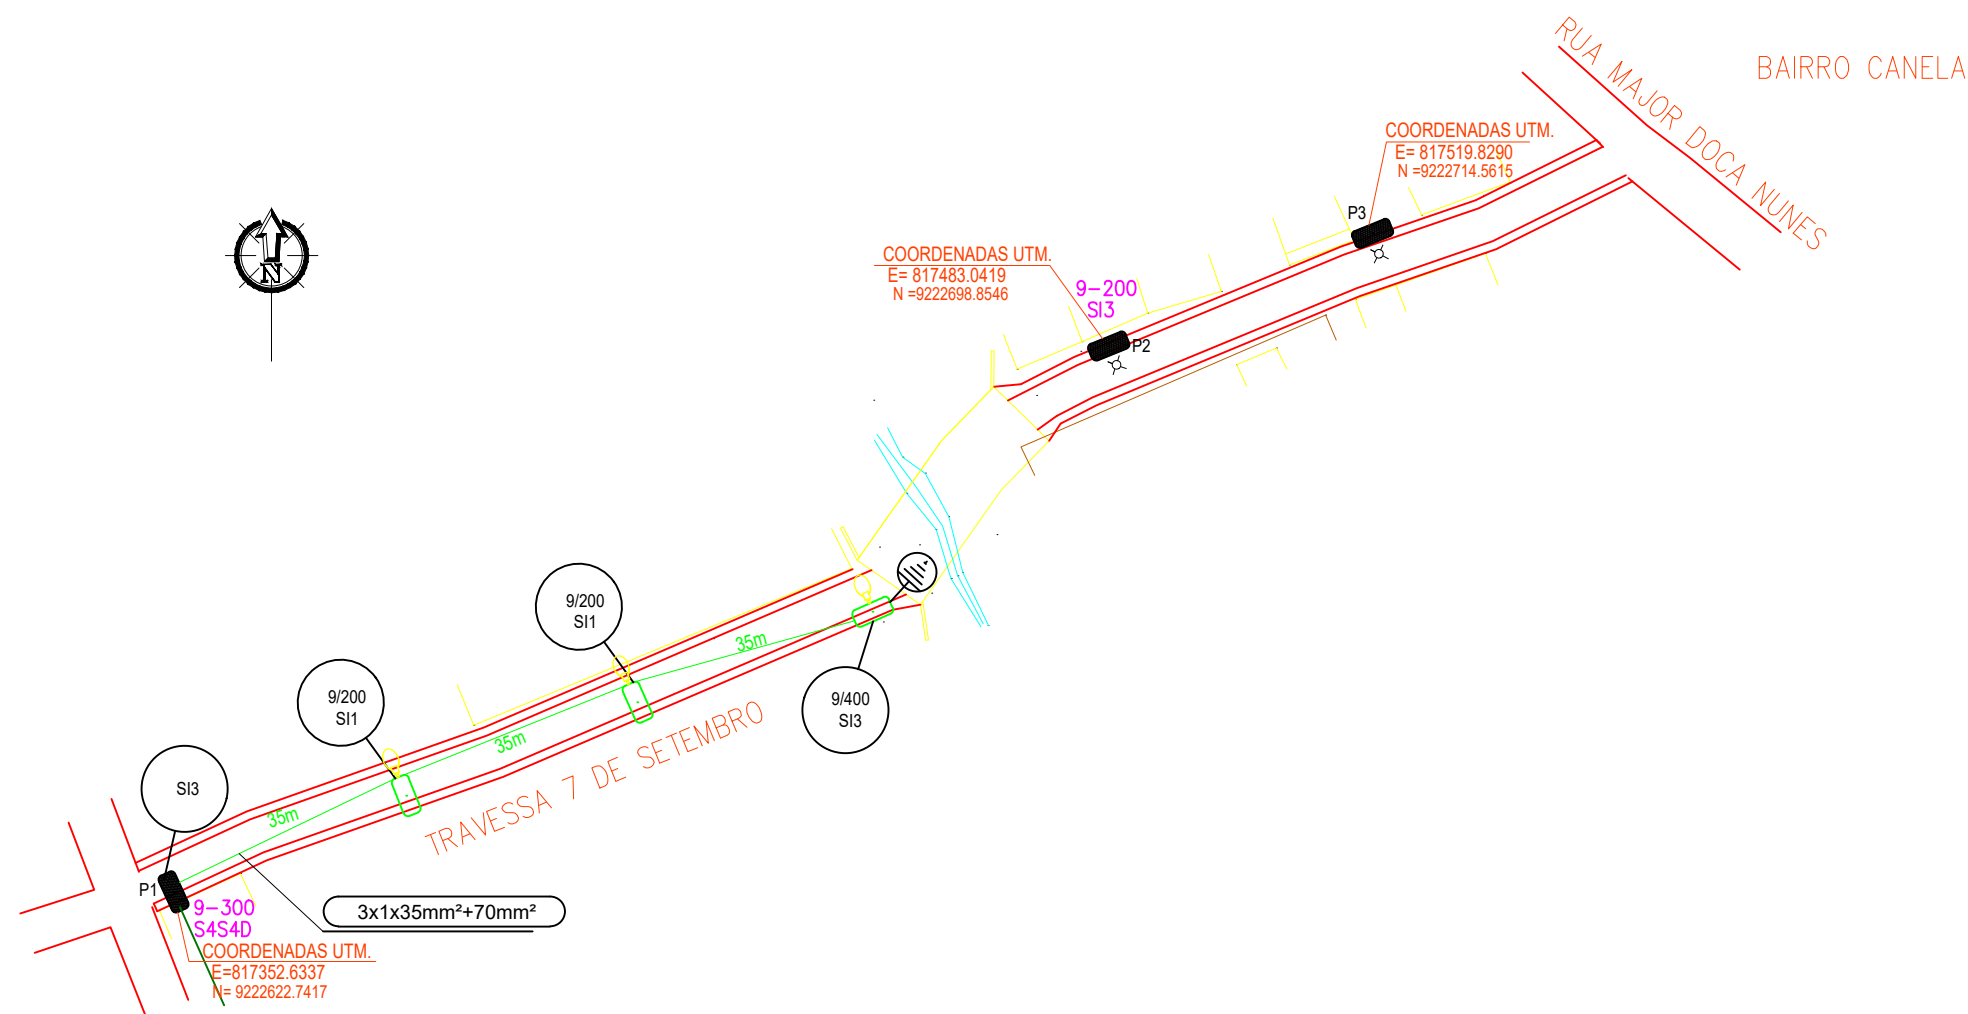 RUA MAJOR DOCA NUNES
BAIRRO CANELA
COORDENADAS UTM.
E= 817519.8290
N =9222714.5615
P3
COORDENADAS UTM.
E= 817483.0419
N =9222698.8546
9-200
SI3
P2
N
9/200
SI1
35m
9/200
SI1
35m
9/400
SI3
TRAVESSA 7 DE SETEMBRO
SI3
35m
P1
9-300
S4S4D
3x1x35mm²+70mm²
COORDENADAS UTM.
E=817352.6337
N= 9222622.7417